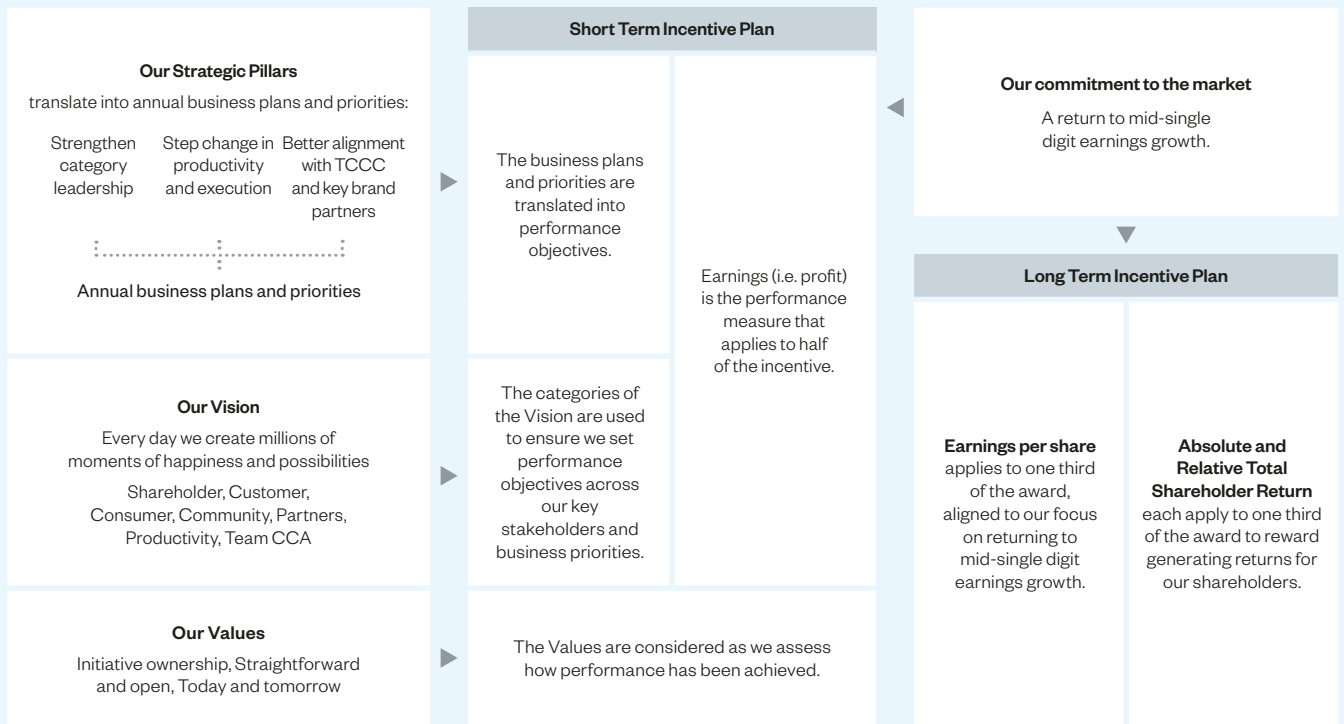 Our Strategic Pillars
translate into annual business plans and priorities:
Strengthen
category
leadership
Step change in
productivity
and execution
Better alignment
with TCCC
and key brand
partners
Annual business plans and priorities
Our Vision
Every day we create millions of
moments of happiness and possibilities
Shareholder, Customer,
Consumer, Community, Partners,
Productivity, Team CCA
Our Values
Initiative ownership, Straightforward
and open, Today and tomorrow
Short Term Incentive Plan
The business plans
and priorities are
translated into
performance
objectives.
The categories of
the Vision are used
to ensure we set
performance
objectives across
our key
stakeholders and
business priorities.
Earnings (i.e. profit)
is the performance
measure that
applies to half
of the incentive.
The Values are considered as we assess
how performance has been achieved.
Our commitment to the market
A return to mid-single
digit earnings growth.
Long Term Incentive Plan
Earnings per share
applies to one third
of the award,
aligned to our focus
on returning to
mid-single digit
earnings growth.
Absolute and
Relative Total
Shareholder Return
each apply to one third
of the award to reward
generating returns for
our shareholders.